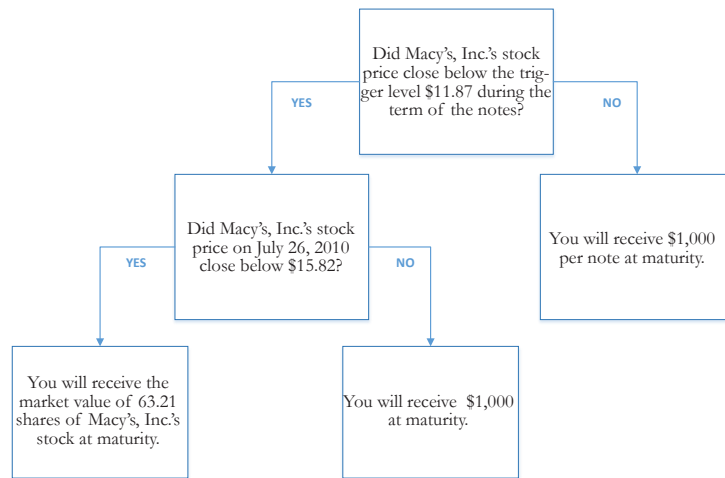 Did Macy's, Inc.'s stock
price close below the trig-
ger level $11.87 during the
term of the notes?
YES
NO
Did Macy's, Inc.'s stock
price on July 26, 2010
close below $15.82?
You will receive $1,000
per note at maturity.
YES
NO
You will receive the
market value of 63.21
shares of Macy's, Inc.'s
stock at maturity.
You will receive $1,000
at maturity.